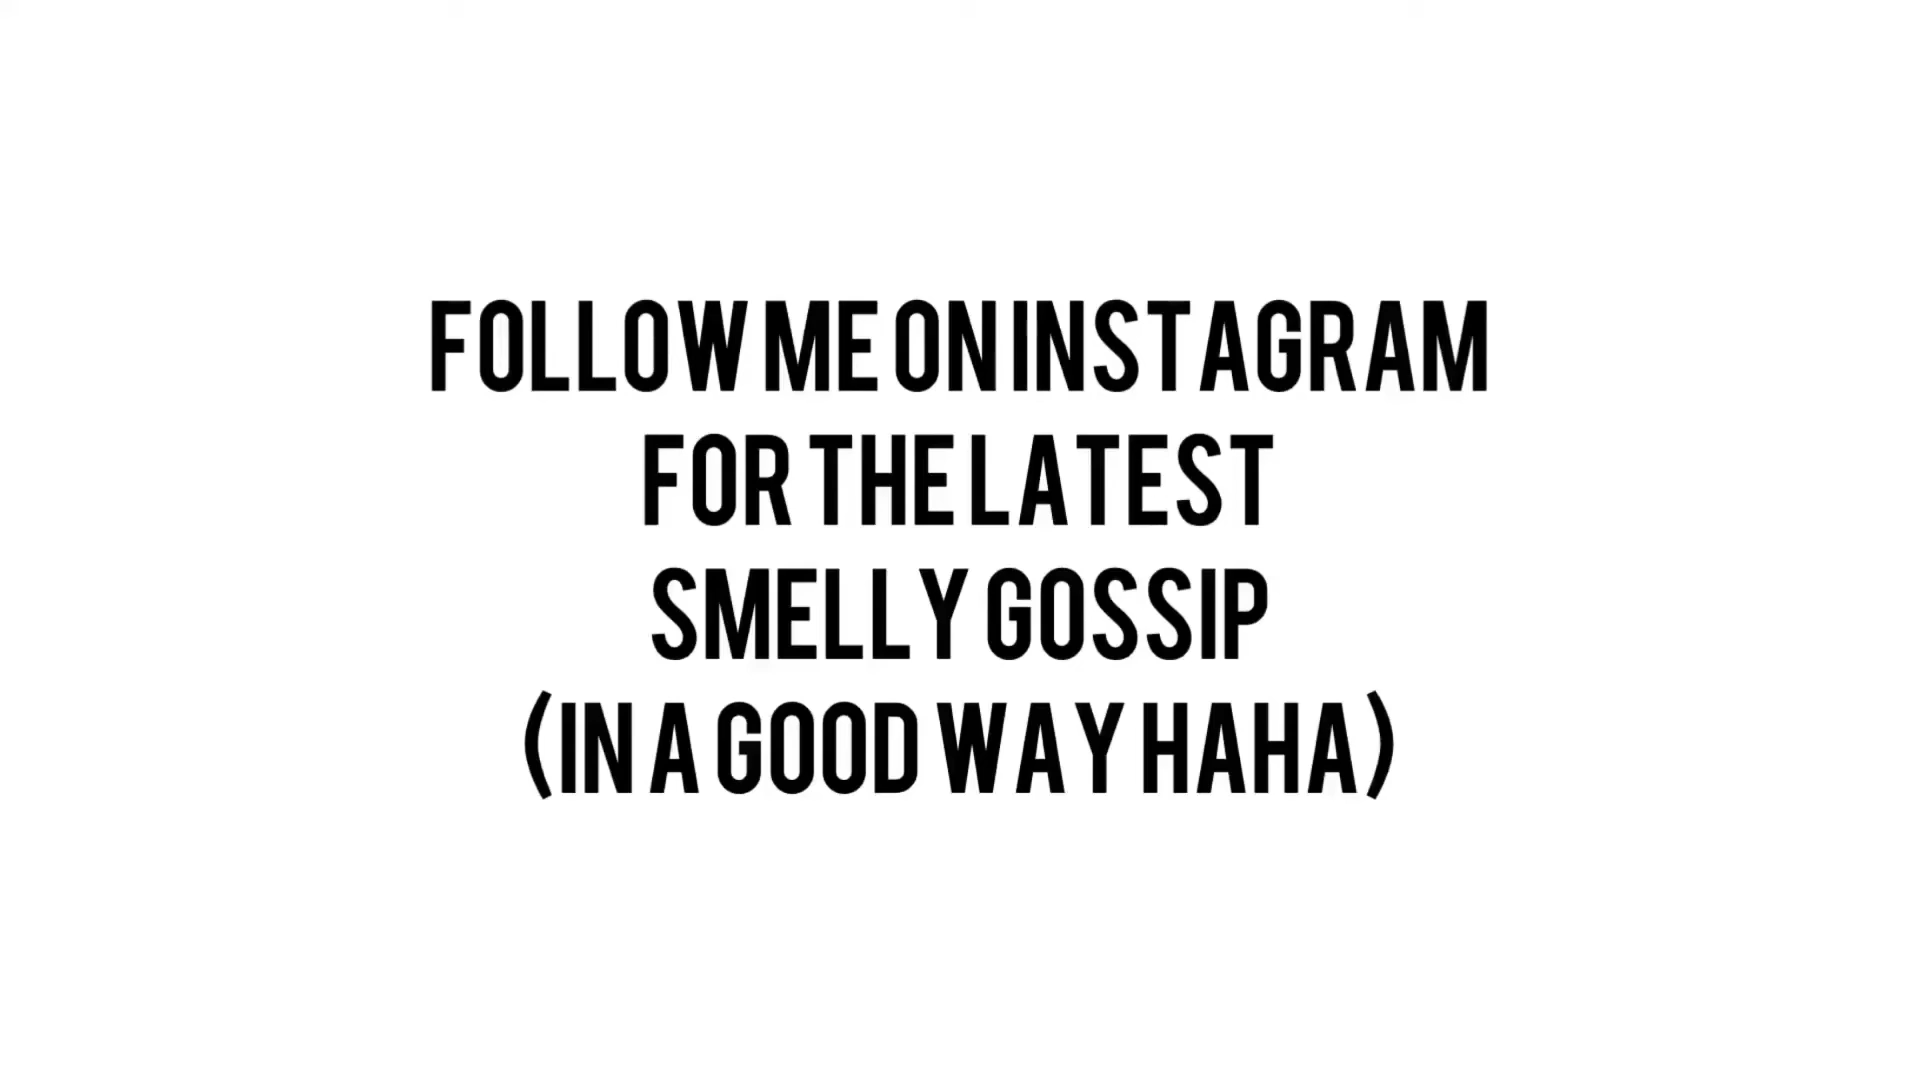 FOLLOW ME ON INSTAGRAM
FOR THE LATEST
SMELLY GOSSIP
(IN A GOOD WAY HAHA)